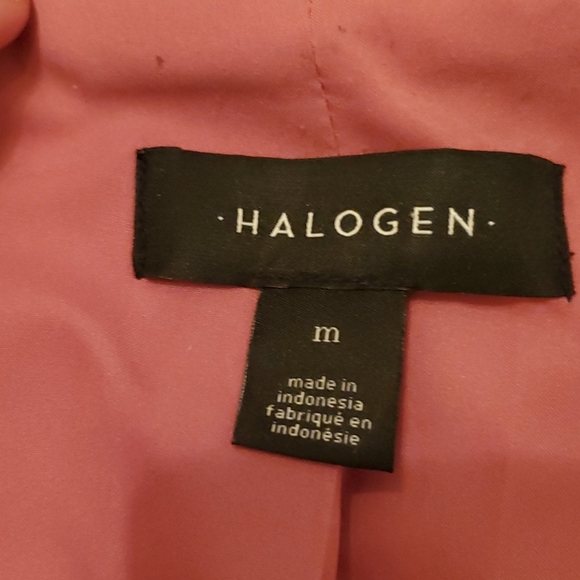 ·HALOGEN·
m
made in
indonesia
fabriqué en
indonésie